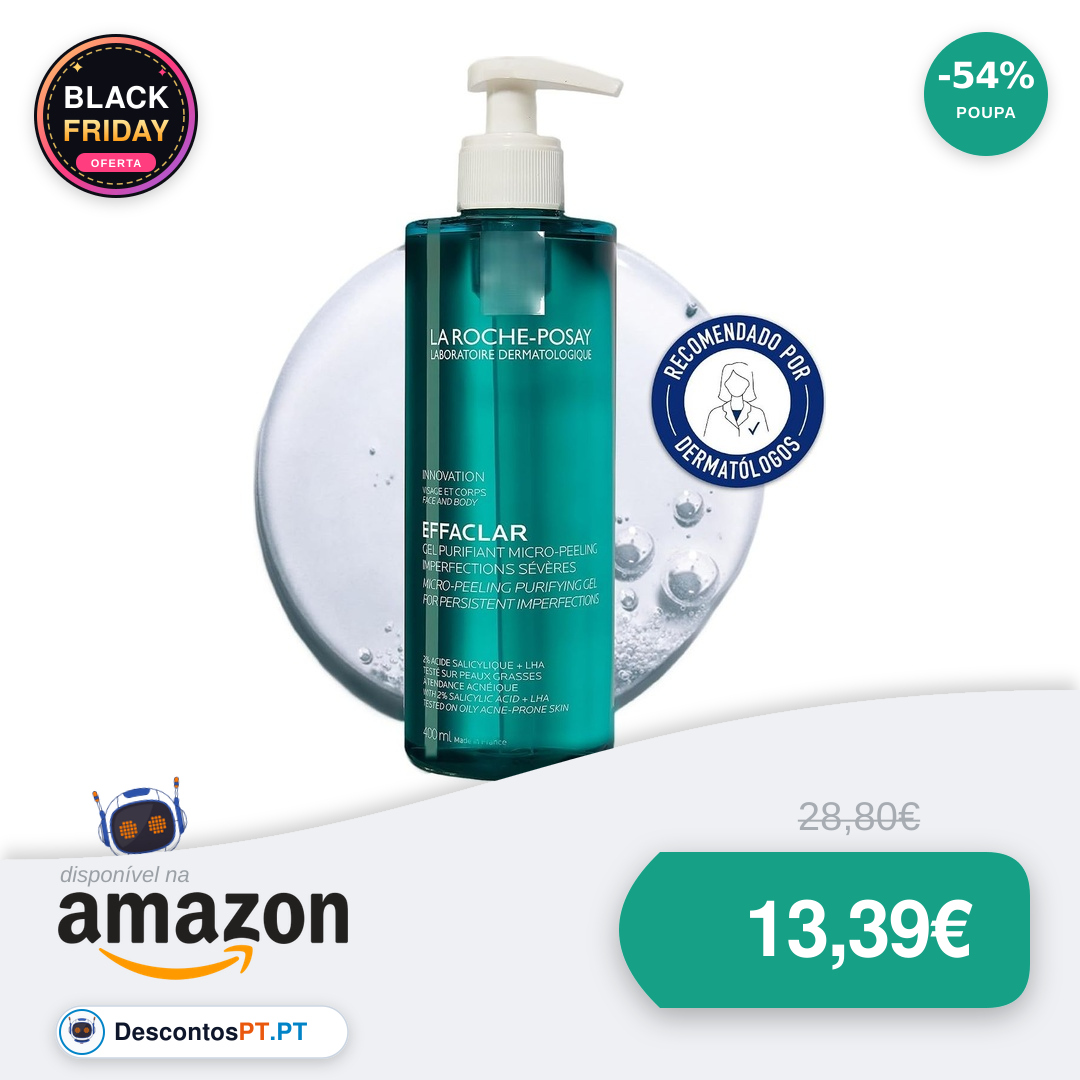 BLACK
FRIDAY
OFERTA
-54%
POUPA
LA ROCHE-POSAY
LABORATOIRE DERMATOLOGIQUE
RECOMENDADO POR
DERMATÓLOGOS
INNOVATION
VISAGE ET CORPS
FACE AND BODY
EFFACLAR
GEL PURIFIANT MICRO-PEELING
IMPERFECTIONS SÉVÈRES
MICRO-PEELING PURIFYING GEL
FOR PERSISTENT IMPERFECTIONS
2% ACIDE SALICYLIQUE + LHA
TESTÉ SUR PEAUX GRASSES
À TENDANCE ACNÉIQUE
WITH 2% SALICYLIC ACID + LHA
TESTED ON OILY ACNE-PRONE SKIN
400 ml Made in France
28,80€
13,39€
disponível na
amazon
DescontosPT.PT